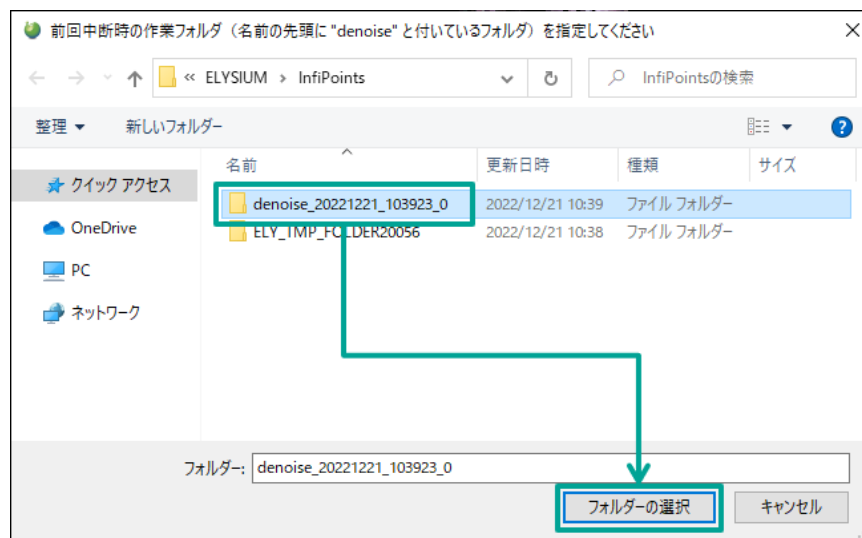 前回中断時の作業フォルダ（名前の先頭に "denoise" と付いているフォルダ）を指定してください
« ELYSIUM › InfiPoints
InfiPointsの検索
整理 新しいフォルダー
名前 更新日時 種類 サイズ
クイック アクセス
denoise_20221221_103923_0 2022/12/21 10:39 ファイル フォルダー
OneDrive
ELY_TMP_FOLDER20056 2022/12/21 10:38 ファイル フォルダー
PC
ネットワーク
フォルダー: denoise_20221221_103923_0
フォルダーの選択 キャンセル